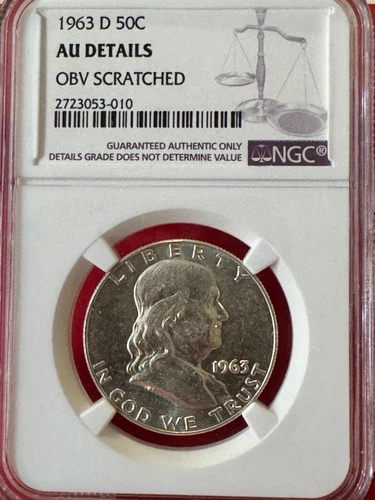 1963 D 50C
AU DETAILS
OBV SCRATCHED
2723053-010
GUARANTEED AUTHENTIC ONLY
DETAILS GRADE DOES NOT DETERMINE VALUE
NGC®
LIBERTY
1963
IN GOD WE TRUST